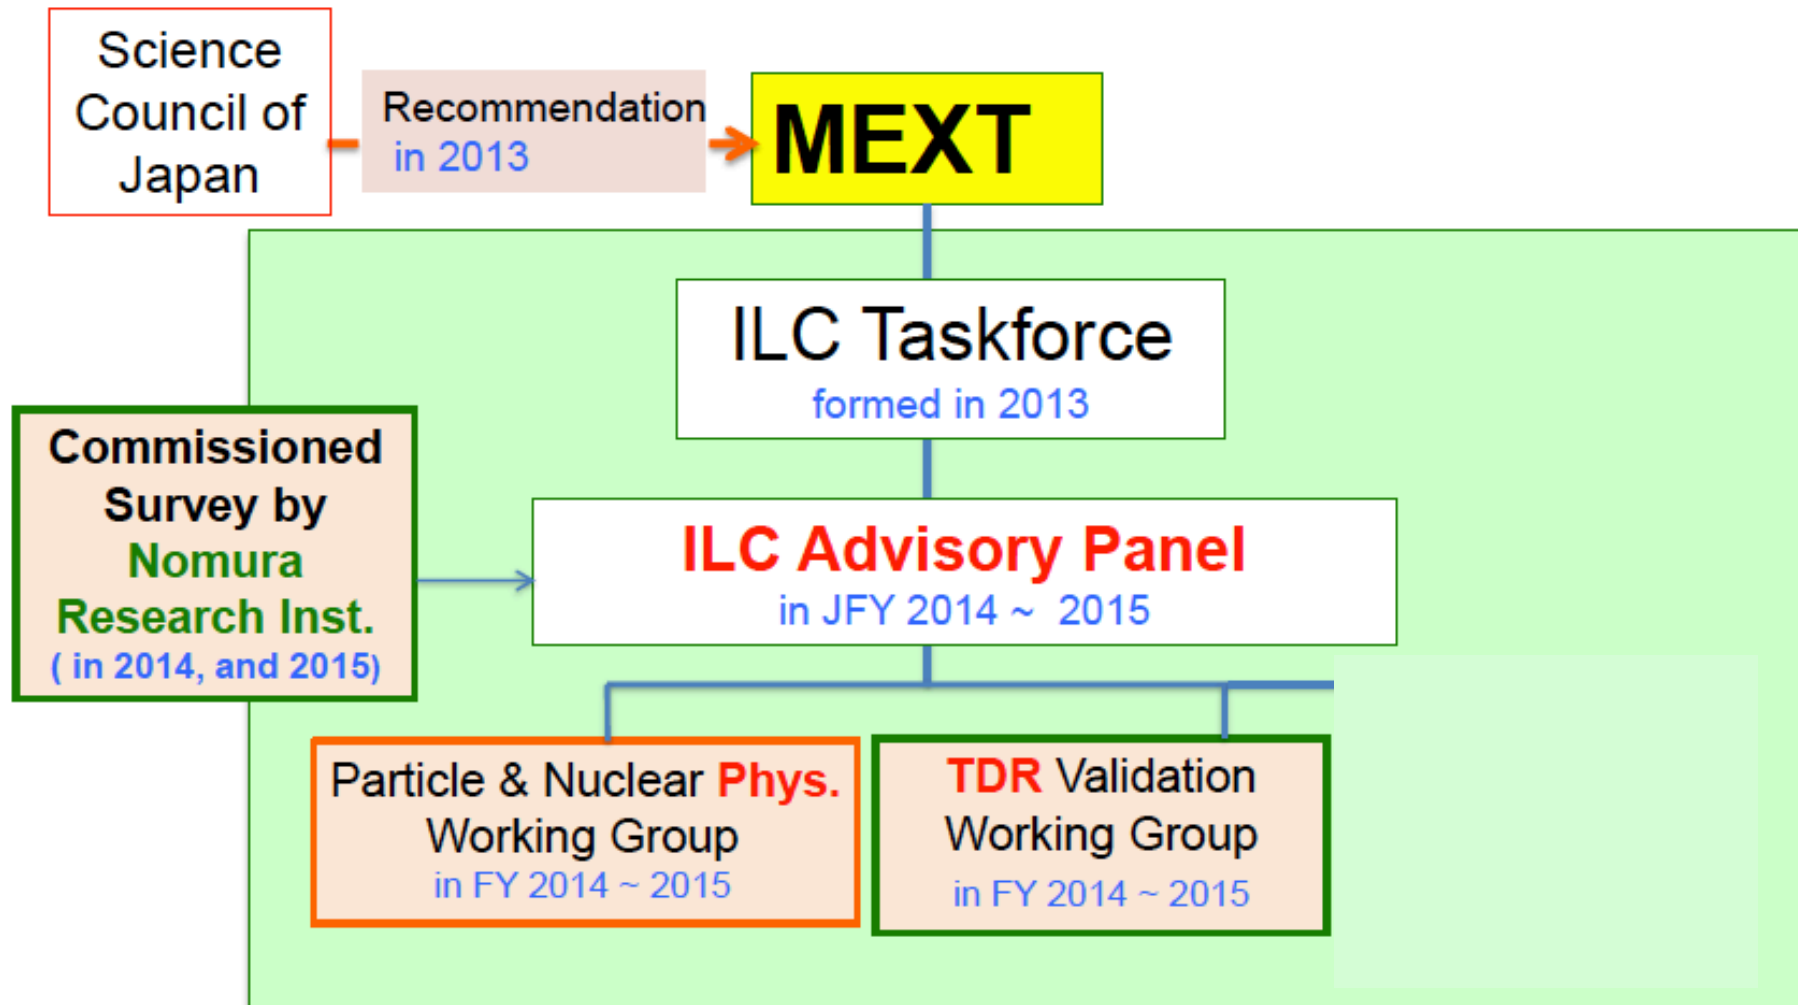 Science
Council of
Japan
Recommendation
in 2013
MEXT
ILC Taskforce
formed in 2013
Commissioned
Survey by
Nomura
Research Inst.
( in 2014, and 2015)
ILC Advisory Panel
in JFY 2014 ~ 2015
Particle & Nuclear Phys.
Working Group
in FY 2014 ~ 2015
TDR Validation
Working Group
in FY 2014 ~ 2015